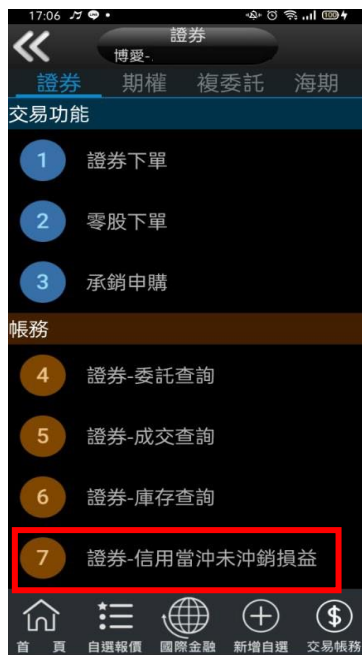 17:06
100
證券
博愛-
證券 期權 複委託 海期
交易功能
1 證券下單
2 零股下單
3 承銷申購
帳務
4 證券-委託查詢
5 證券-成交查詢
6 證券-庫存查詢
7 證券-信用當沖未沖銷損益
首 頁 自選報價 國際金融 新增自選 交易帳務